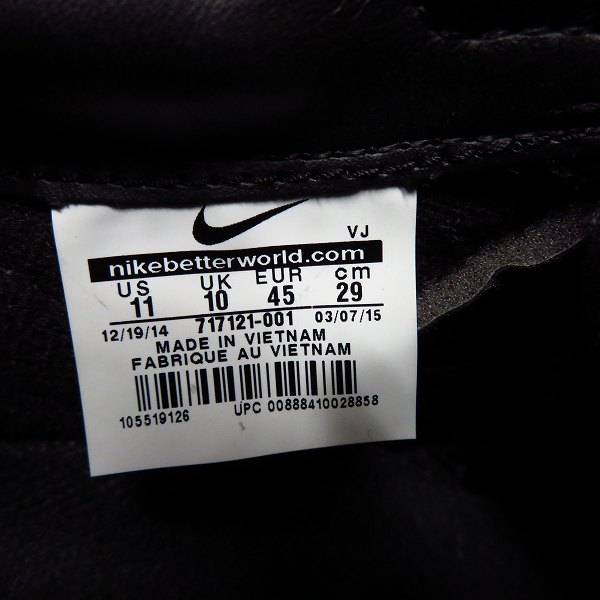 VJ
nikebetterworld.com
US UK EUR cm
11 10 45 29
12/19/14 717121-001 03/07/15
MADE IN VIETNAM
FABRIQUE AU VIETNAM
105519126 UPC 00888410028858